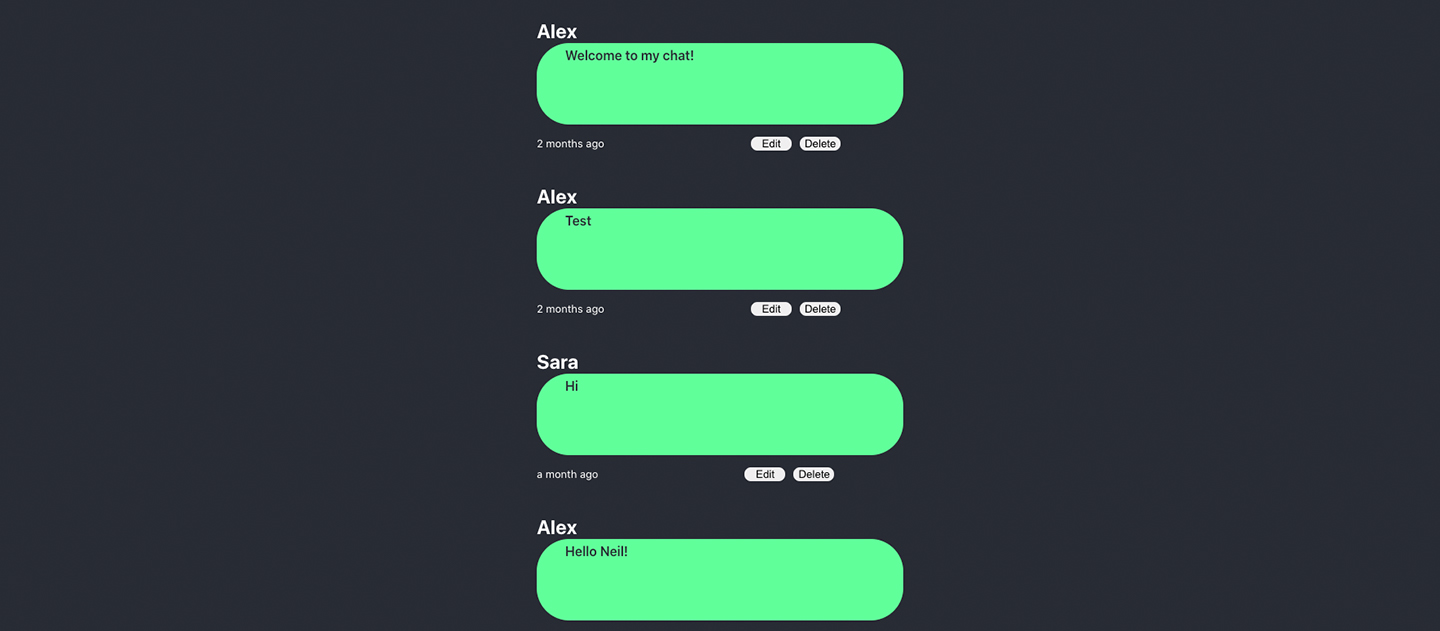 Alex
Welcome to my chat!
2 months ago Edit Delete
Alex
Test
2 months ago Edit Delete
Sara
Hi
a month ago Edit Delete
Alex
Hello Neil!